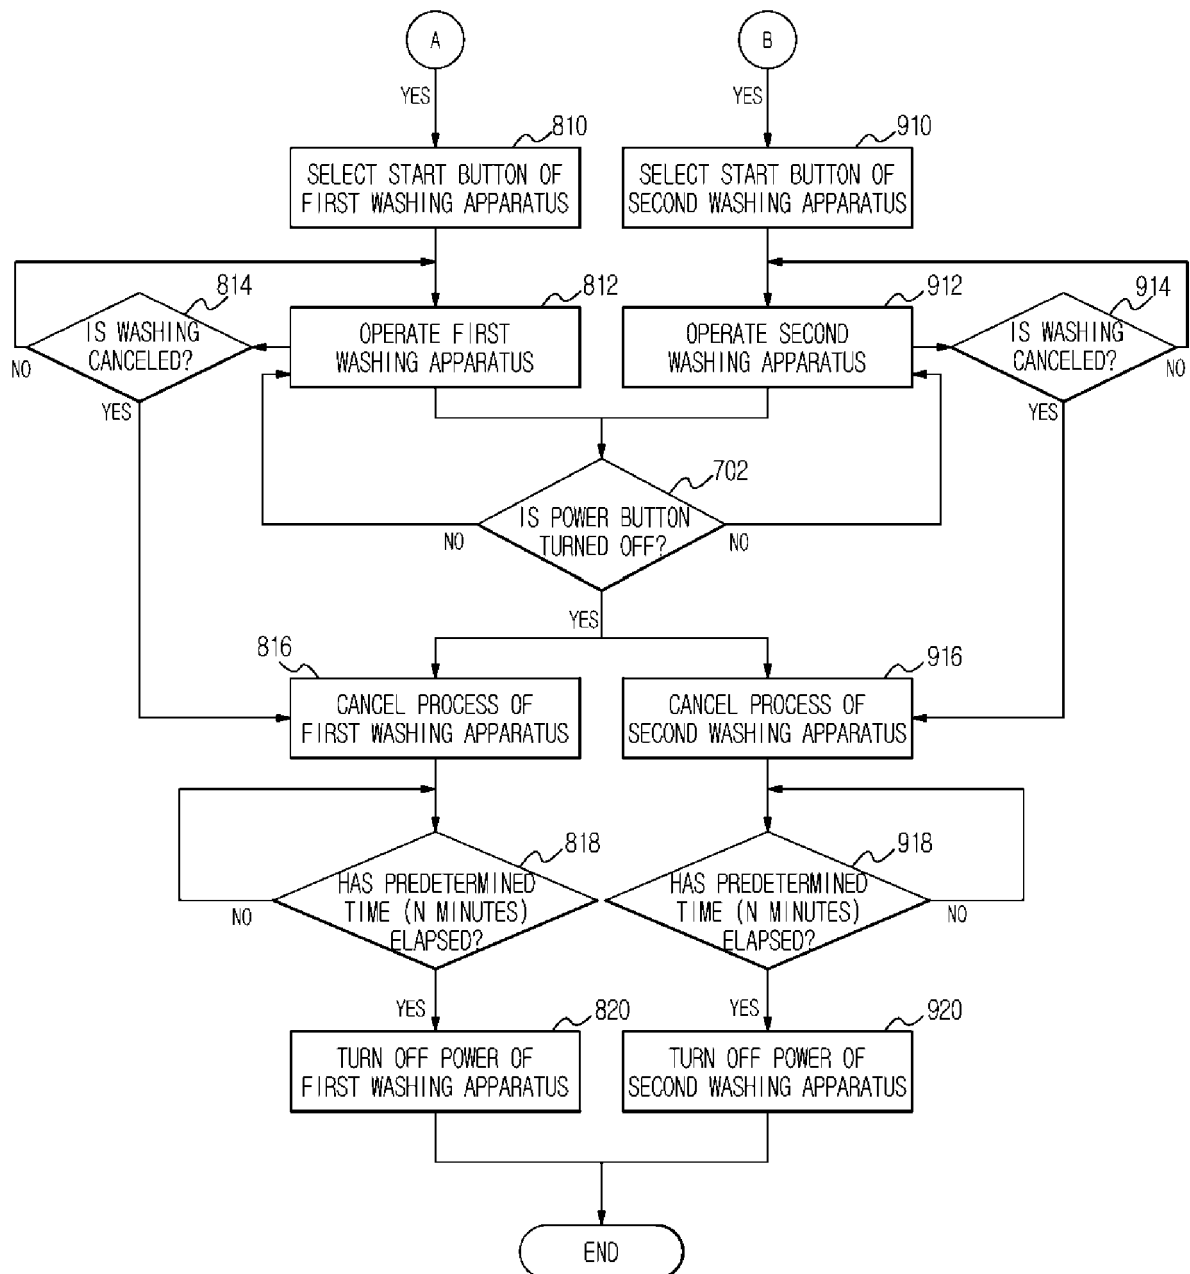 A
B
YES
YES
810
910
SELECT START BUTTON OF
FIRST WASHING APPARATUS
SELECT START BUTTON OF
SECOND WASHING APPARATUS
814
812
912
914
IS WASHING
CANCELED?
OPERATE FIRST
WASHING APPARATUS
OPERATE SECOND
WASHING APPARATUS
IS WASHING
CANCELED?
NO
NO
YES
YES
702
IS POWER BUTTON
TURNED OFF?
NO
NO
YES
816
916
CANCEL PROCESS OF
FIRST WASHING APPARATUS
CANCEL PROCESS OF
SECOND WASHING APPARATUS
818
918
HAS PREDETERMINED
TIME (N MINUTES)
ELAPSED?
HAS PREDETERMINED
TIME (N MINUTES)
ELAPSED?
NO
NO
YES
YES
820
920
TURN OFF POWER OF
FIRST WASHING APPARATUS
TURN OFF POWER OF
SECOND WASHING APPARATUS
END